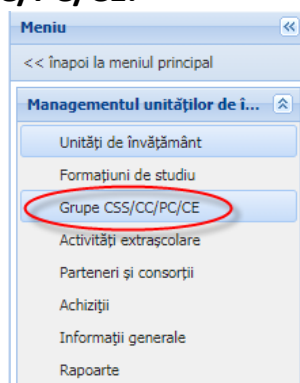 Meniu
<< înapoi la meniul principal
Managementul unităților de î...
Unități de învățământ
Formațiuni de studiu
Grupe CSS/CC/PC/CE
Activități extrașcolare
Parteneri și consorții
Achiziții
Informații generale
Rapoarte